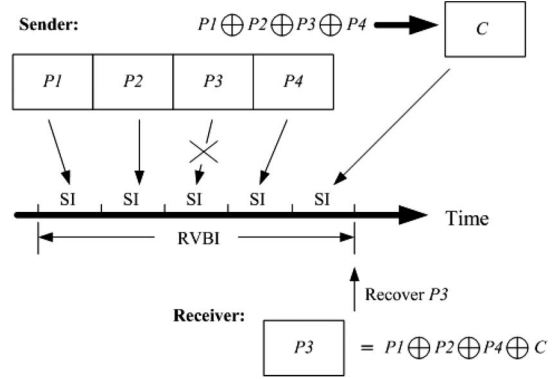 Sender: P1 ⊕ P2 ⊕ P3 ⊕ P4 C
P1 P2 P3 P4
SI SI SI SI SI
Time
RVBI
Recover P3
Receiver:
P3 = P1 ⊕ P2 ⊕ P4 ⊕ C